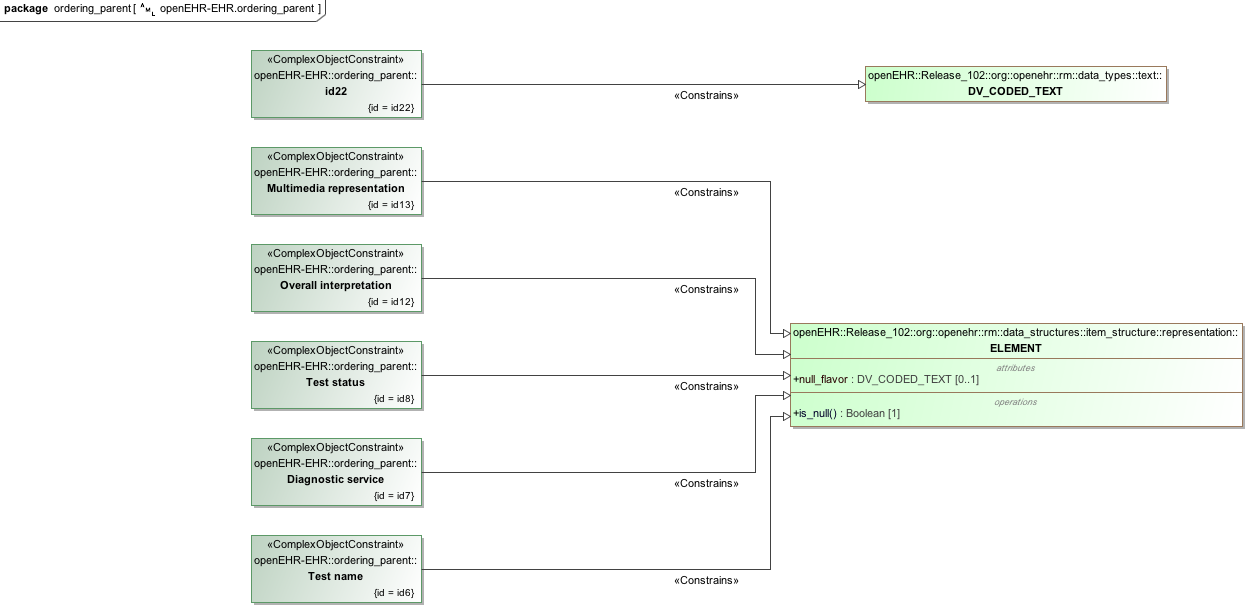 package ordering_parent[ AML openEHR-EHR.ordering_parent ]
«ComplexObjectConstraint»
openEHR-EHR::ordering_parent::
id22
{id = id22}
«Constrains»
openEHR::Release_102::org::openehr::rm::data_types::text::
DV_CODED_TEXT
«ComplexObjectConstraint»
openEHR-EHR::ordering_parent::
Multimedia representation
{id = id13}
«Constrains»
«ComplexObjectConstraint»
openEHR-EHR::ordering_parent::
Overall interpretation
{id = id12}
«Constrains»
openEHR::Release_102::org::openehr::rm::data_structures::item_structure::representation::
ELEMENT
attributes
+null_flavor : DV_CODED_TEXT [0..1]
operations
+is_null() : Boolean [1]
«ComplexObjectConstraint»
openEHR-EHR::ordering_parent::
Test status
{id = id8}
«Constrains»
«ComplexObjectConstraint»
openEHR-EHR::ordering_parent::
Diagnostic service
{id = id7}
«Constrains»
«ComplexObjectConstraint»
openEHR-EHR::ordering_parent::
Test name
{id = id6}
«Constrains»